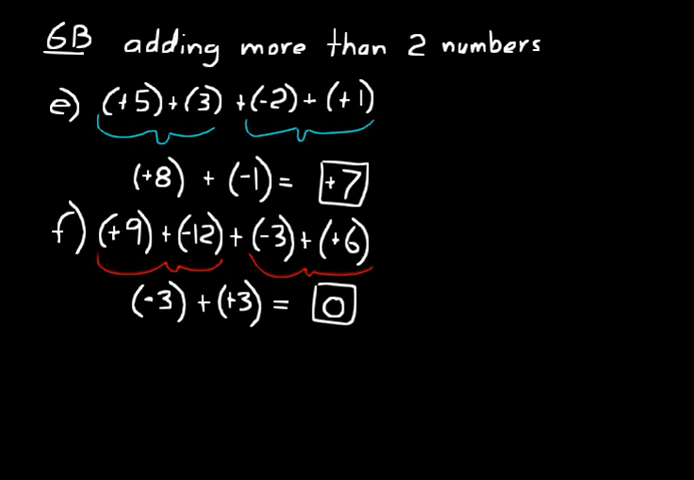 6B adding more than 2 numbers
e) (+5)+(3)+(-2)+(+1)
(+8) + (-1) = +7
f) (+9)+(-12)+(-3)+(+6)
(-3)+(+3) = 0